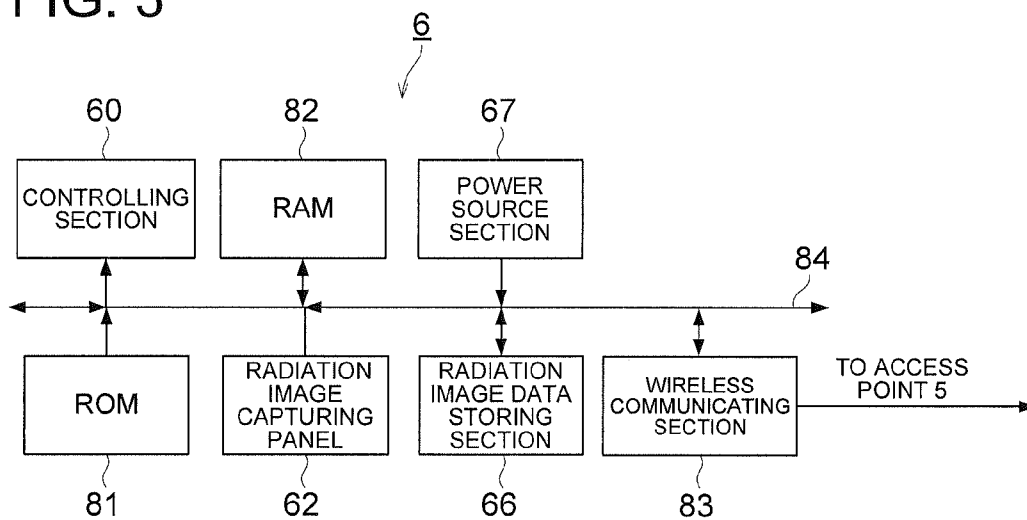 FIG.
6
60
82
67
CONTROLLING
SECTION
RAM
POWER
SOURCE
SECTION
84
ROM
RADIATION
IMAGE
CAPTURING
PANEL
RADIATION
IMAGE DATA
STORING
SECTION
WIRELESS
COMMUNICATING
SECTION
TO ACCESS
POINT 5
81
62
66
83